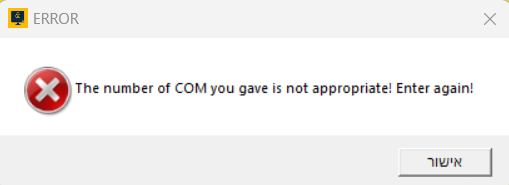 ERROR
The number of COM you gave is not appropriate! Enter again!
אישור